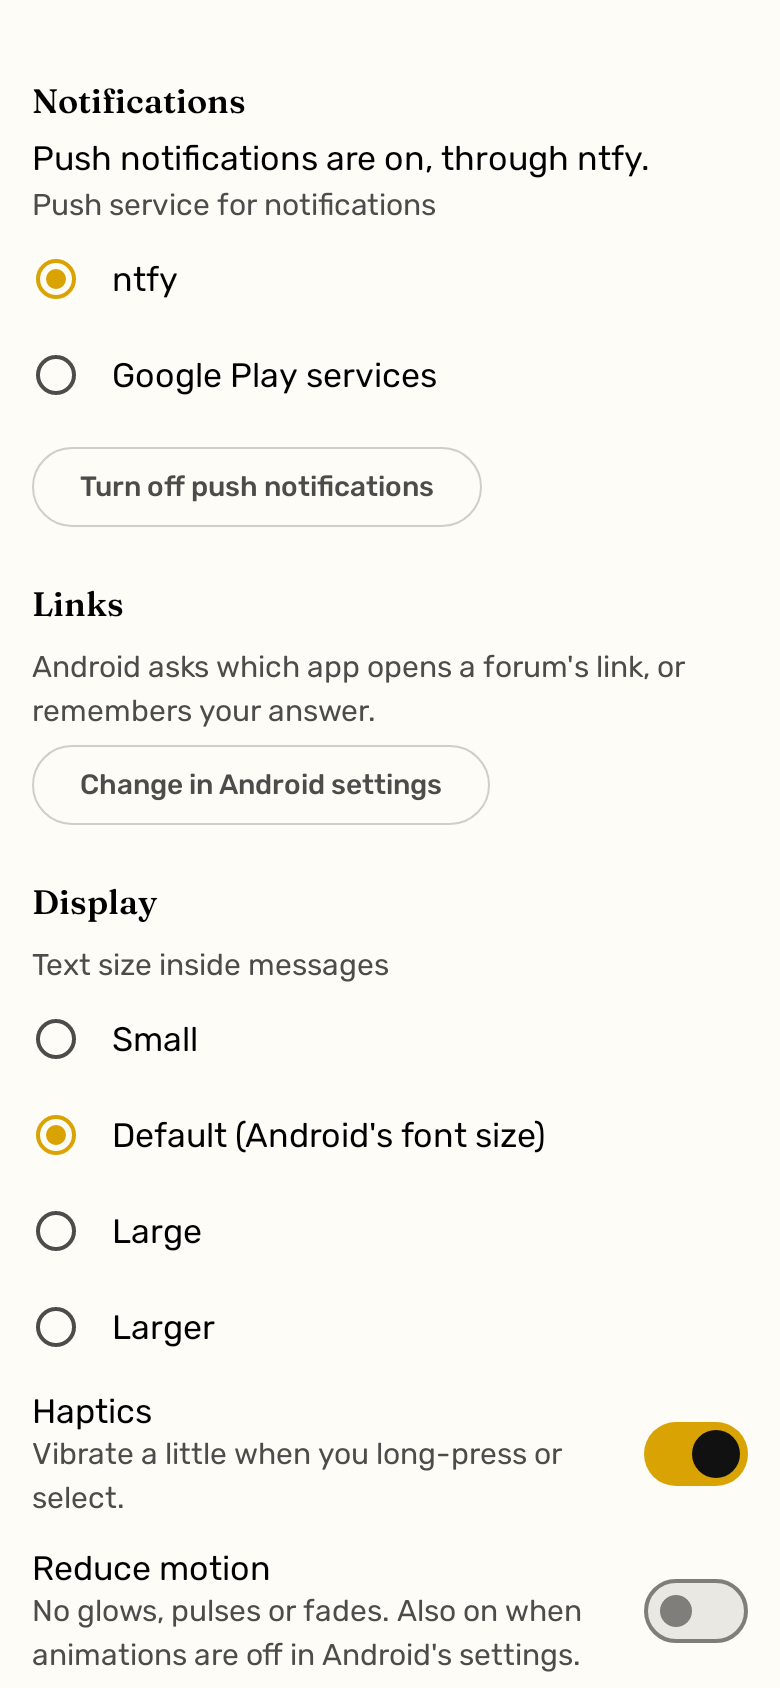 Notifications
Push notifications are on, through ntfy.
Push service for notifications
ntfy
Google Play services
Turn off push notifications
Links
Android asks which app opens a forum's link, or
remembers your answer.
Change in Android settings
Display
Text size inside messages
Small
Default (Android's font size)
Large
Larger
Haptics
Vibrate a little when you long-press or
select.
Reduce motion
No glows, pulses or fades. Also on when
animations are off in Android's settings.